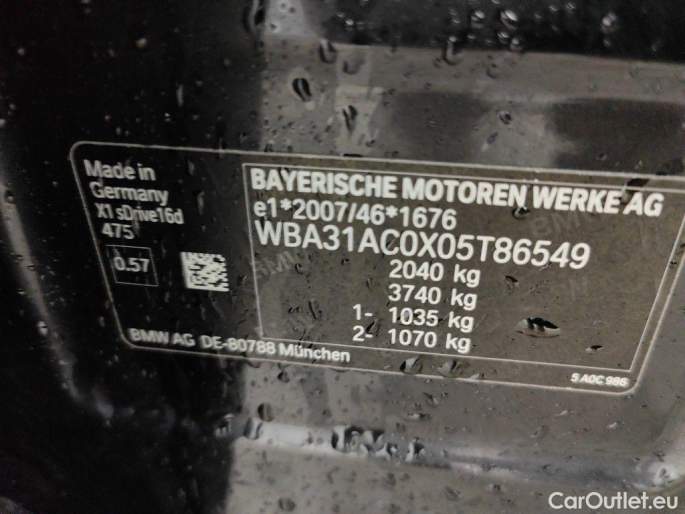 Made in
Germany
X1 sDrive16d
475
0.57
BAYERISCHE MOTOREN WERKE AG
e1*2007/46*1676
WBA31AC0X05T86549
2040 kg
3740 kg
1- 1035 kg
2- 1070 kg
BMW AG DE-80788 München
5 A0C 986
CarOutlet.eu